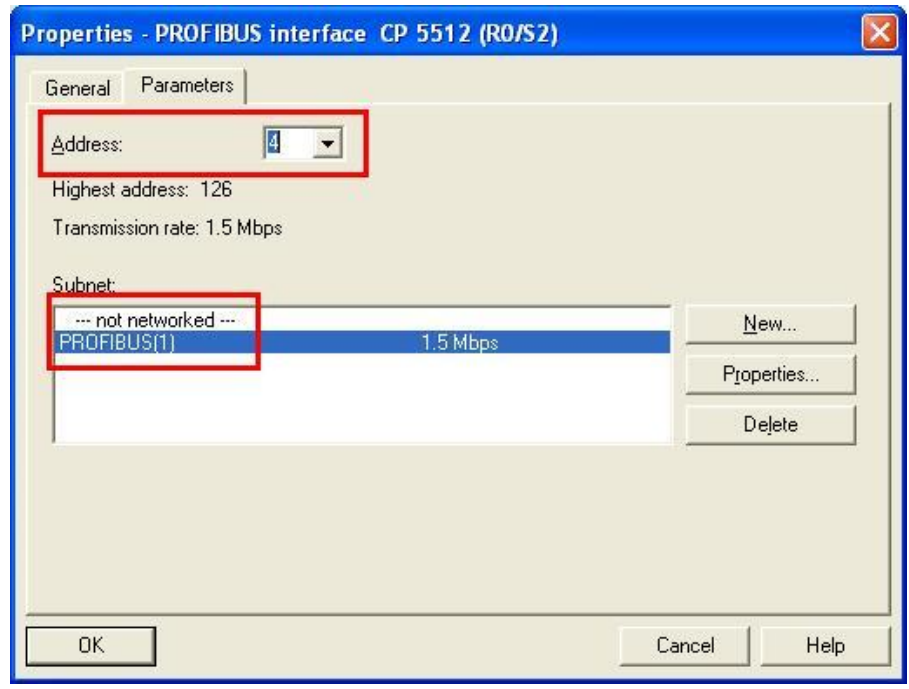 Properties - PROFIBUS interface CP 5512 (R0/S2)
General Parameters
Address: 4
Highest address: 126
Transmission rate: 1.5 Mbps
Subnet:
--- not networked ---
PROFIBUS(1) 1.5 Mbps
New...
Properties...
Delete
OK Cancel Help